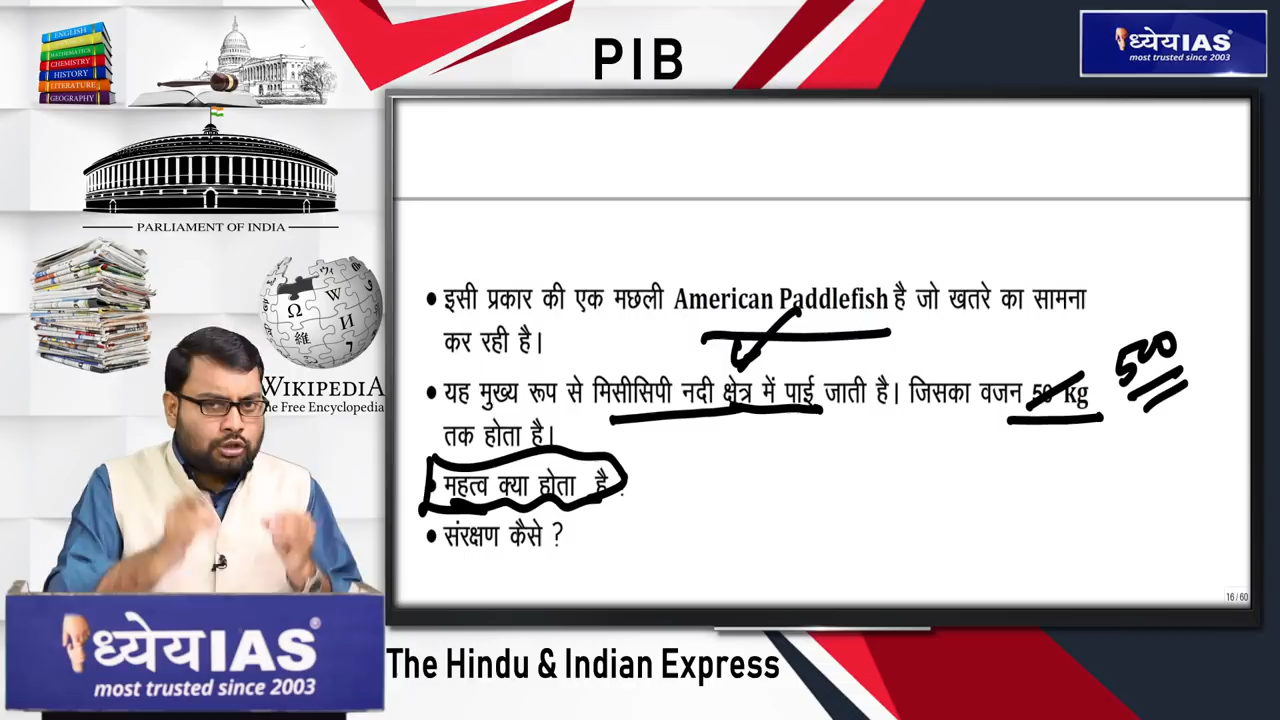 ENGLISH
MATHEMATICS
CHEMISTRY
HISTORY
LITERATURE
GEOGRAPHY
PIB
ध्येयIAS
most trusted since 2003
PARLIAMENT OF INDIA
WIKIPEDIA
The Free Encyclopedia
Ω
W
И
維
• इसी प्रकार की एक मछली American Paddlefish है जो खतरे का सामना
कर रही है।
• यह मुख्य रूप से मिसीसिपी नदी क्षेत्र में पाई जाती है। जिसका वजन 50 kg
500
तक होता है।
• महत्व क्या होता है ?
• संरक्षण कैसे ?
16 / 60
ध्येयIAS®
most trusted since 2003
The Hindu & Indian Express